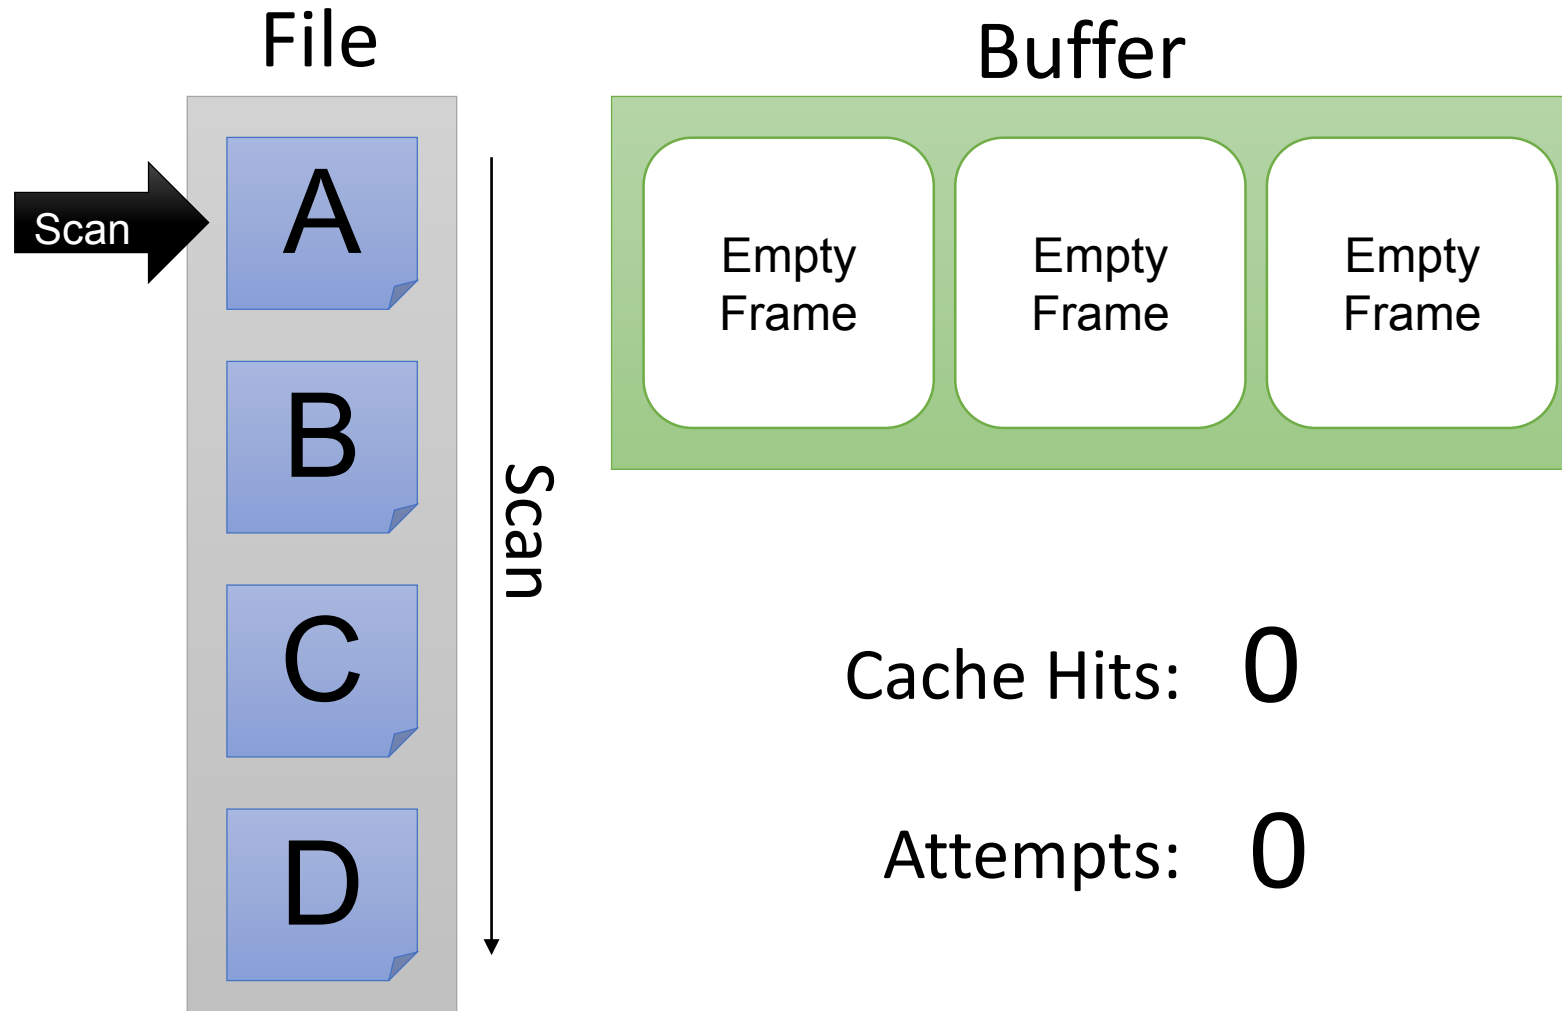 File
Buffer
Scan
A
B
C
D
Scan
Empty
Frame
Empty
Frame
Empty
Frame
Cache Hits: 0
Attempts: 0